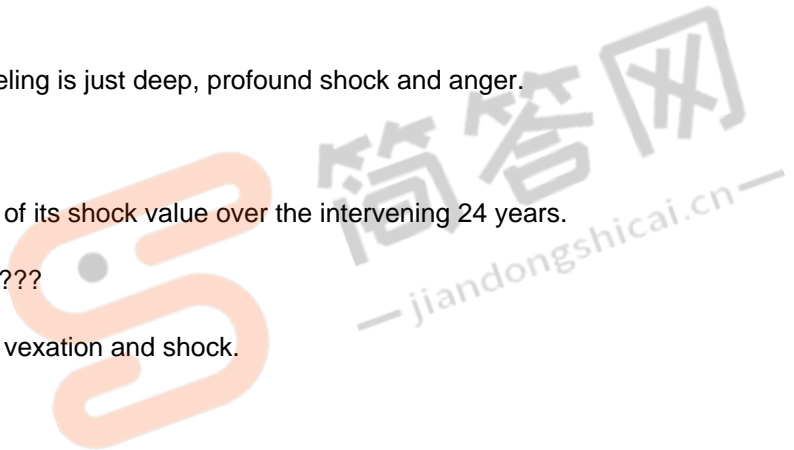 eling is just deep, profound shock and anger.
of its shock value over the intervening 24 years.
???
vexation and shock.
简答网
jiandongshicai.cn